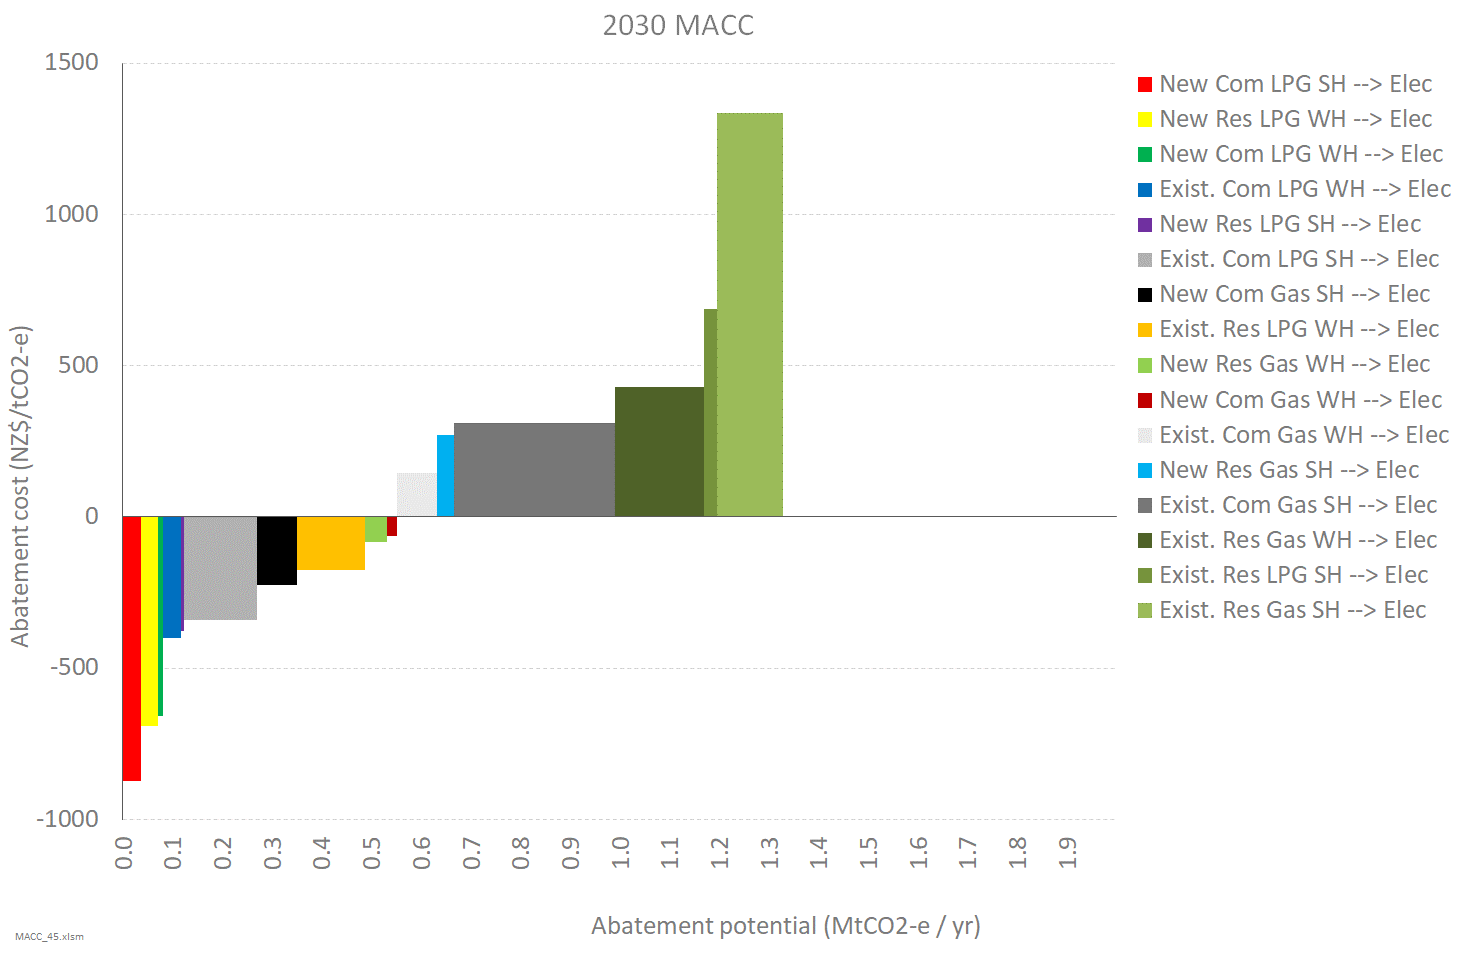 2030 MACC
1500
1000
500
0
-500
-1000
Abatement cost (NZ$/tCO2-e)
0.0
0.1
0.2
0.3
0.4
0.5
0.6
0.7
0.8
0.9
1.0
1.1
1.2
1.3
1.4
1.5
1.6
1.7
1.8
1.9
Abatement potential (MtCO2-e / yr)
New Com LPG SH --> Elec
New Res LPG WH --> Elec
New Com LPG WH --> Elec
Exist. Com LPG WH --> Elec
New Res LPG SH --> Elec
Exist. Com LPG SH --> Elec
New Com Gas SH --> Elec
Exist. Res LPG WH --> Elec
New Res Gas WH --> Elec
New Com Gas WH --> Elec
Exist. Com Gas WH --> Elec
New Res Gas SH --> Elec
Exist. Com Gas SH --> Elec
Exist. Res Gas WH --> Elec
Exist. Res LPG SH --> Elec
Exist. Res Gas SH --> Elec
MACC_45.xlsm